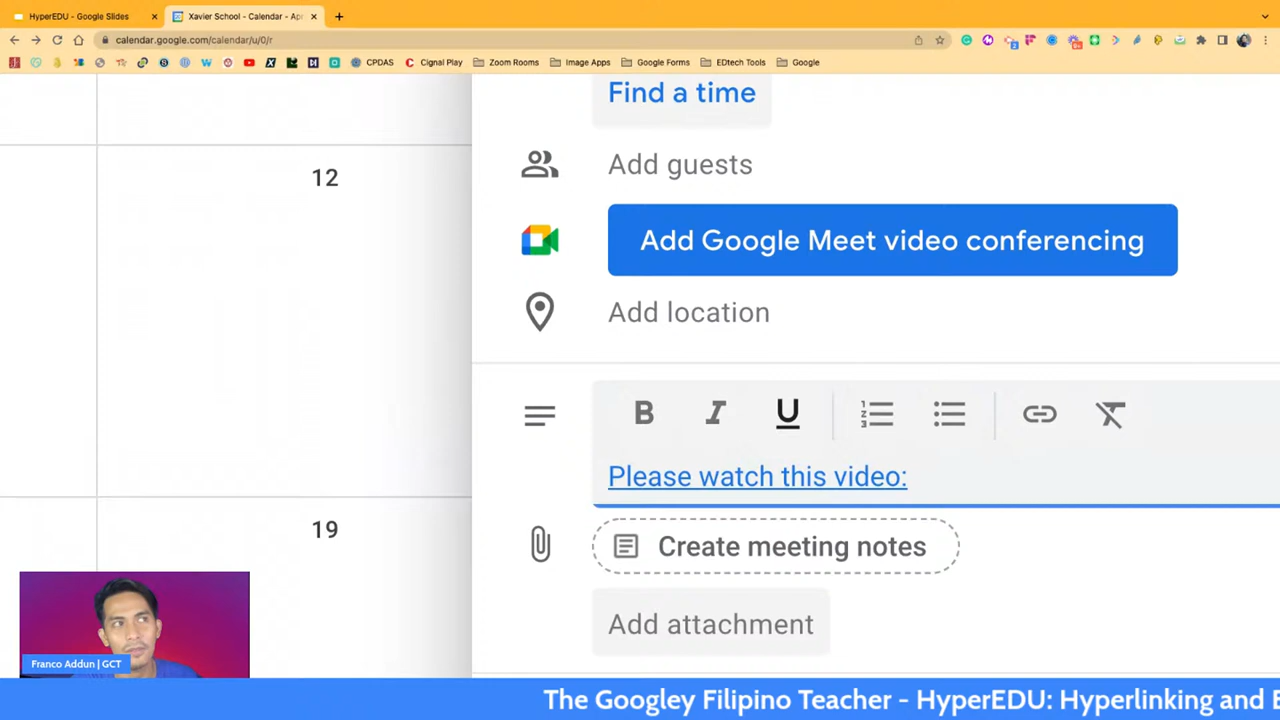 HyperEDU - Google Slides
Xavier School - Calendar - Apr
calendar.google.com/calendar/u/0/r
CPDAS Cignal Play Zoom Rooms Image Apps Google Forms EDtech Tools Google
Find a time
Add guests
12
Add Google Meet video conferencing
Add location
Please watch this video:
Create meeting notes
19
Add attachment
Franco Addun | GCT
The Googley Filipino Teacher - HyperEDU: Hyperlinking and E